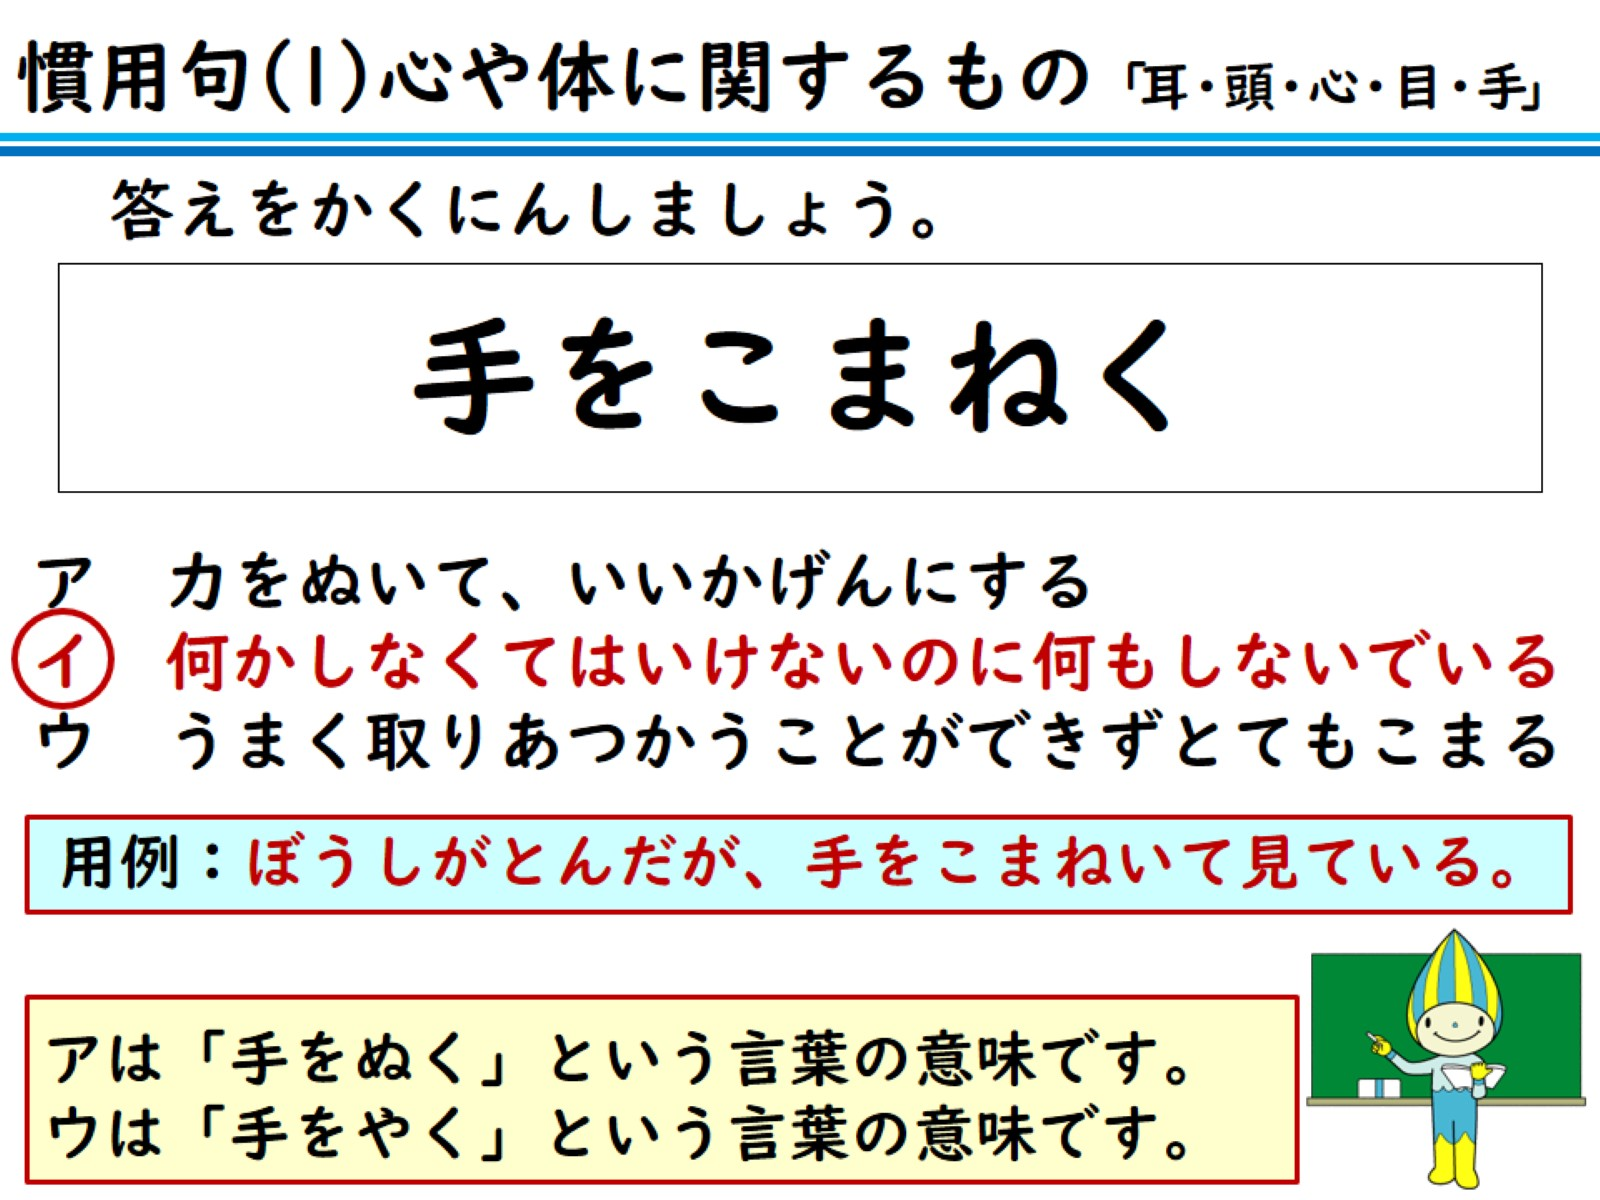 慣用句(1)心や体に関するもの「耳・頭・心・目・手」
答えをかくにんしましょう。
手をこまねく
ア　力をぬいて、いいかげんにする
イ　何かしなくてはいけないのに何もしないでいる
ウ　うまく取りあつかうことができずとてもこまる
用例：ぼうしがとんだが、手をこまねいて見ている。
アは「手をぬく」という言葉の意味です。
ウは「手をやく」という言葉の意味です。